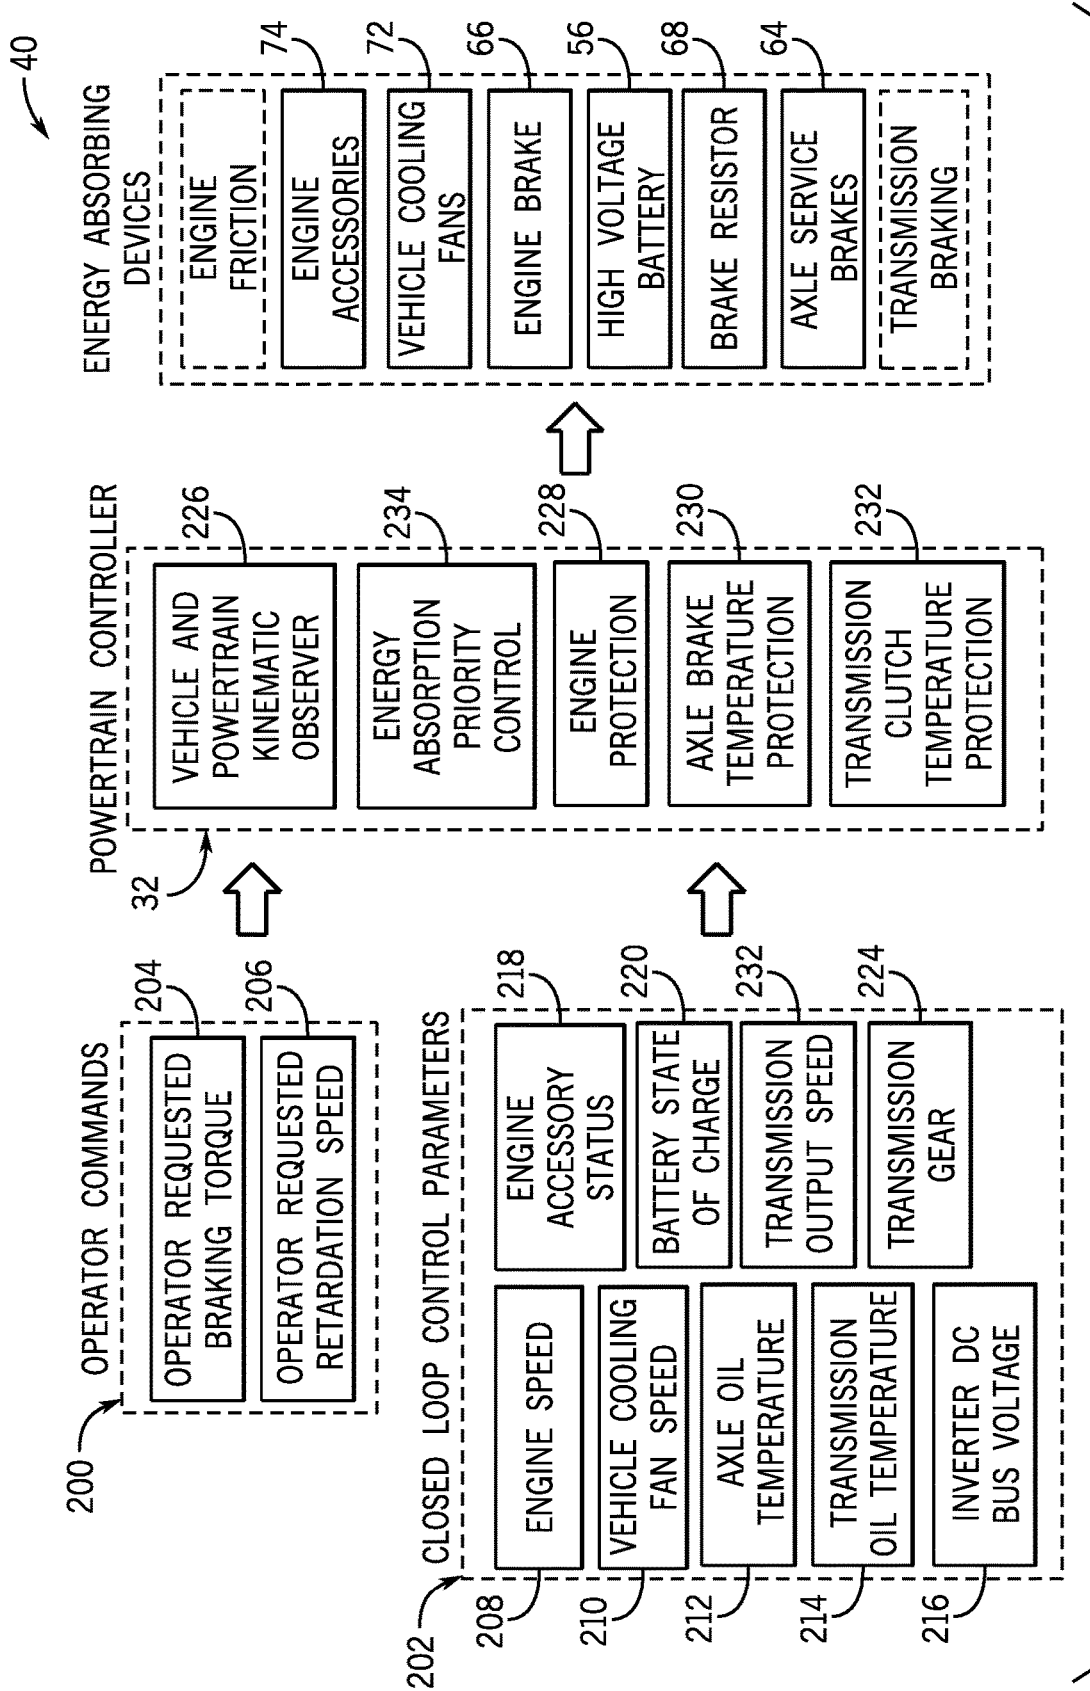 40
OPERATOR COMMANDS
200
OPERATOR REQUESTED
BRAKING TORQUE
204
OPERATOR REQUESTED
RETARDATION SPEED
206
CLOSED LOOP CONTROL PARAMETERS
202
208
ENGINE SPEED
210
VEHICLE COOLING
FAN SPEED
212
AXLE OIL
TEMPERATURE
214
TRANSMISSION
OIL TEMPERATURE
216
INVERTER DC
BUS VOLTAGE
ENGINE
ACCESSORY
STATUS
218
BATTERY STATE
OF CHARGE
220
TRANSMISSION
OUTPUT SPEED
232
TRANSMISSION
GEAR
224
POWERTRAIN CONTROLLER
32
VEHICLE AND
POWERTRAIN
KINEMATIC
OBSERVER
226
ENERGY
ABSORPTION
PRIORITY
CONTROL
234
ENGINE
PROTECTION
228
AXLE BRAKE
TEMPERATURE
PROTECTION
230
TRANSMISSION
CLUTCH
TEMPERATURE
PROTECTION
232
ENERGY ABSORBING
DEVICES
ENGINE
FRICTION
ENGINE
ACCESSORIES
74
VEHICLE COOLING
FANS
72
ENGINE BRAKE
66
HIGH VOLTAGE
BATTERY
56
BRAKE RESISTOR
68
AXLE SERVICE
BRAKES
64
TRANSMISSION
BRAKING